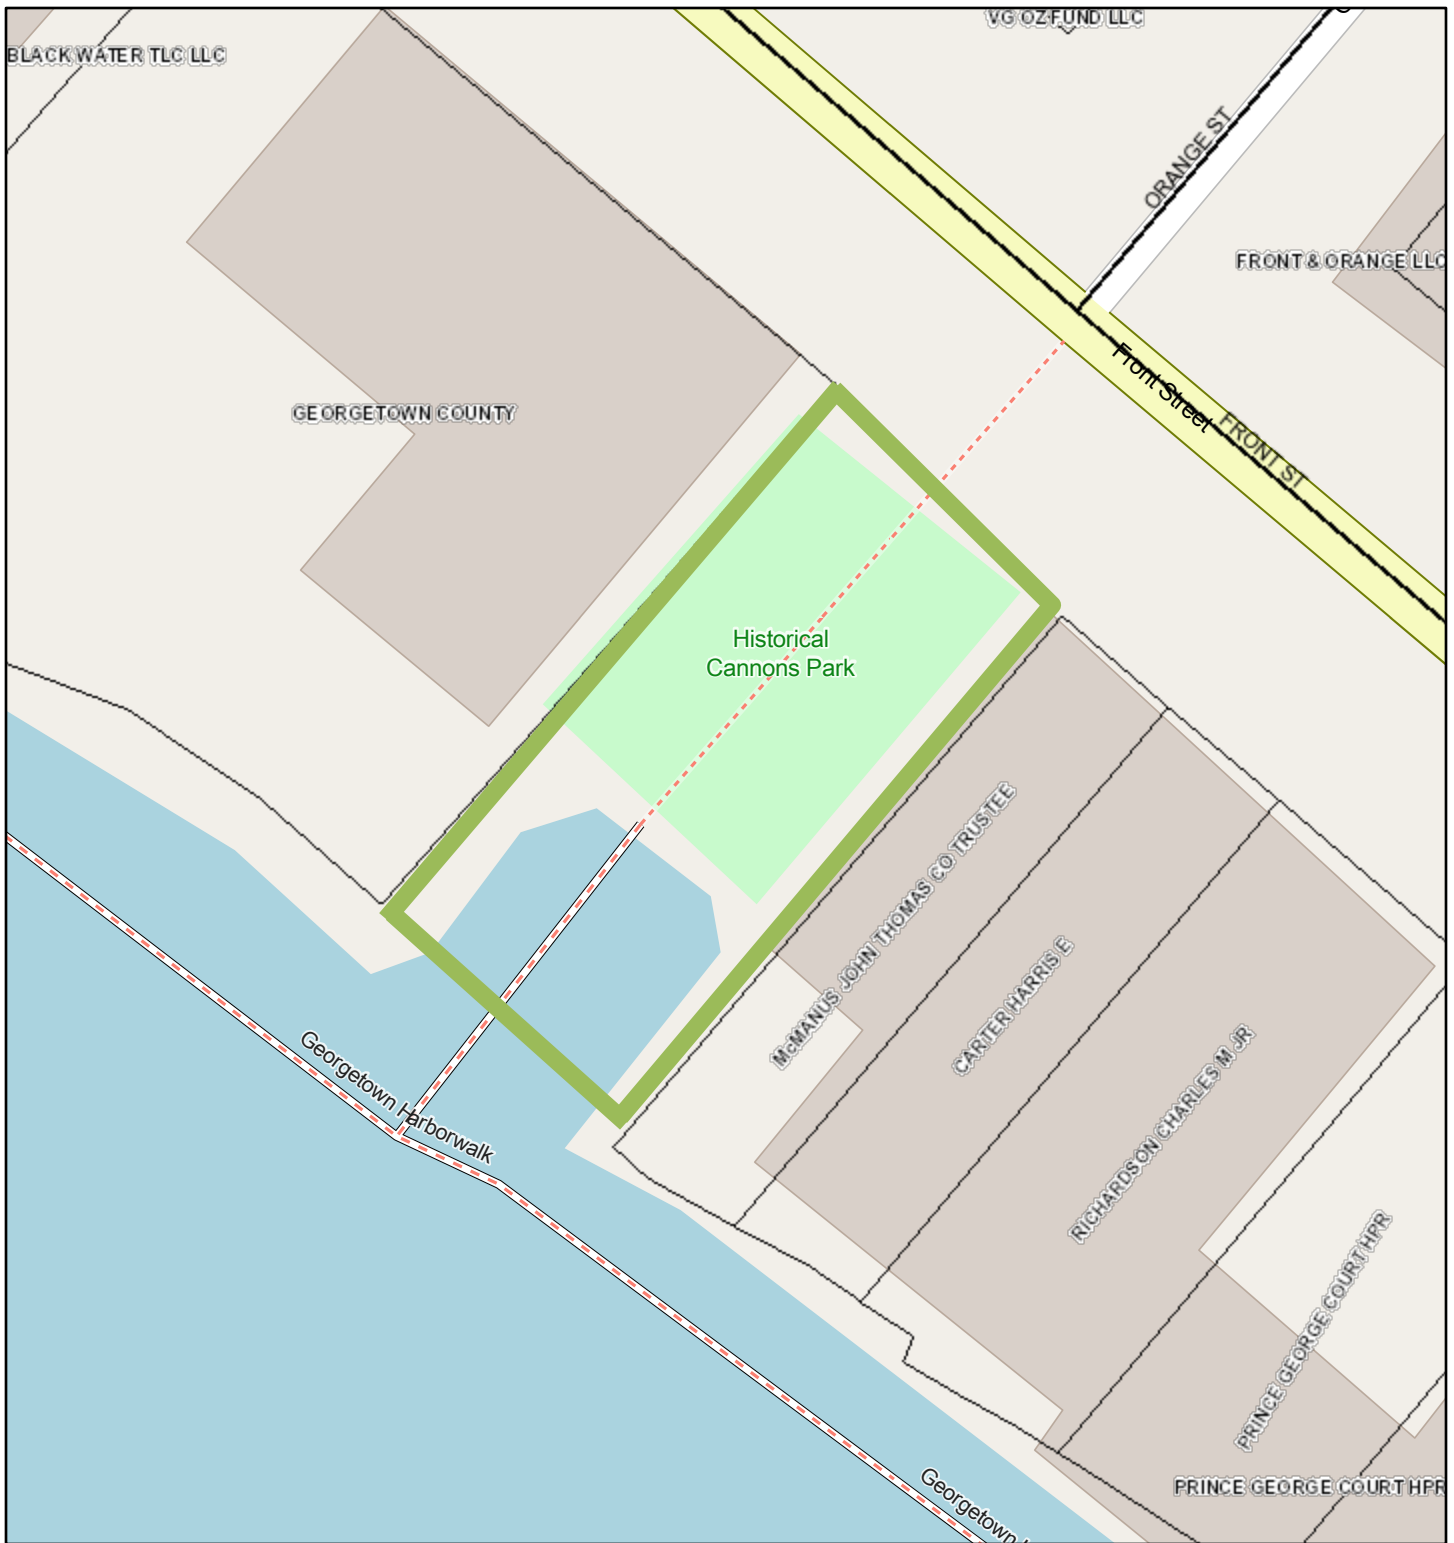 VG OZ FUND LLC
BLACK WATER TLC LLC
ORANGE ST
FRONT & ORANGE LLC
Front Street
FRONT ST
GEORGETOWN COUNTY
Historical
Cannons Park
McMANUS JOHN THOMAS CO TRUSTEE
CARTER HARRIS E
RICHARDSON CHARLES M JR
Georgetown Harborwalk
PRINCE GEORGE COURT HPR
PRINCE GEORGE COURT HPR
Georgetown